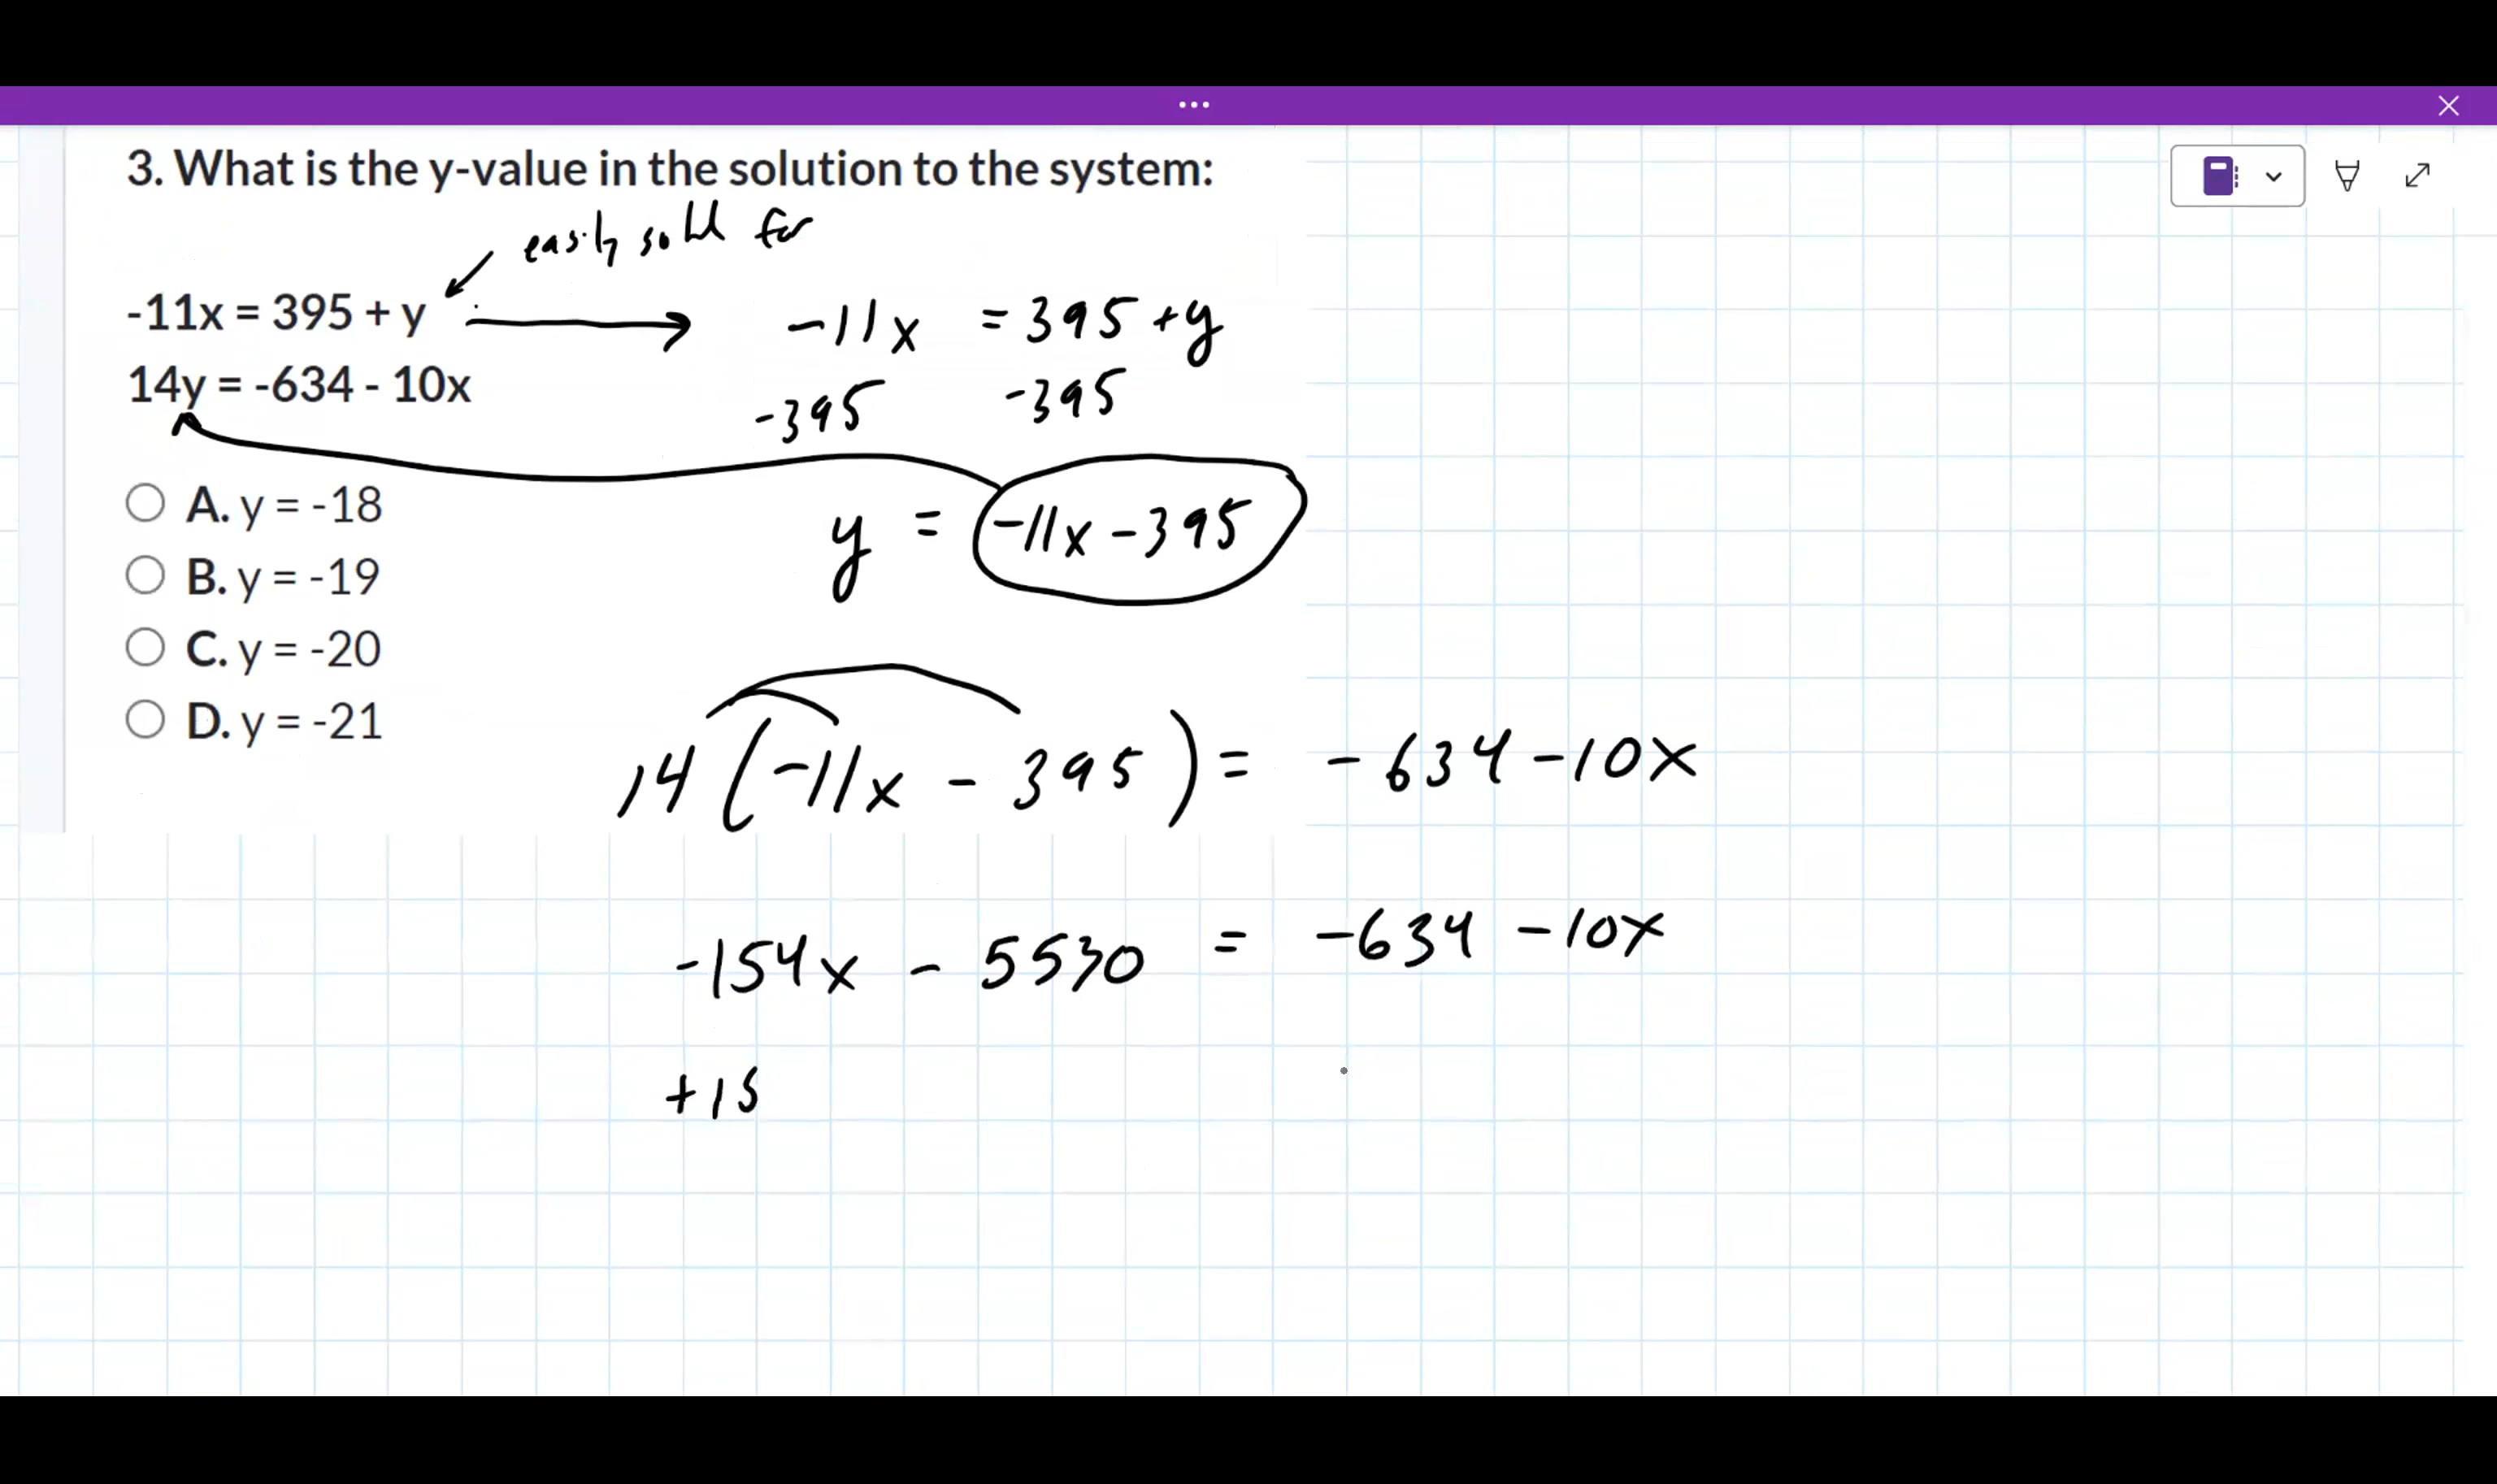 3. What is the y-value in the solution to the system:
easily solve for
-11x = 395 + y
-11x = 395 + y
14y = -634 - 10x
-395 -395
A. y = -18
y = -11x - 395
B. y = -19
C. y = -20
D. y = -21
14(-11x - 395) = -634 - 10x
-154x - 5530 = -634 - 10x
+15